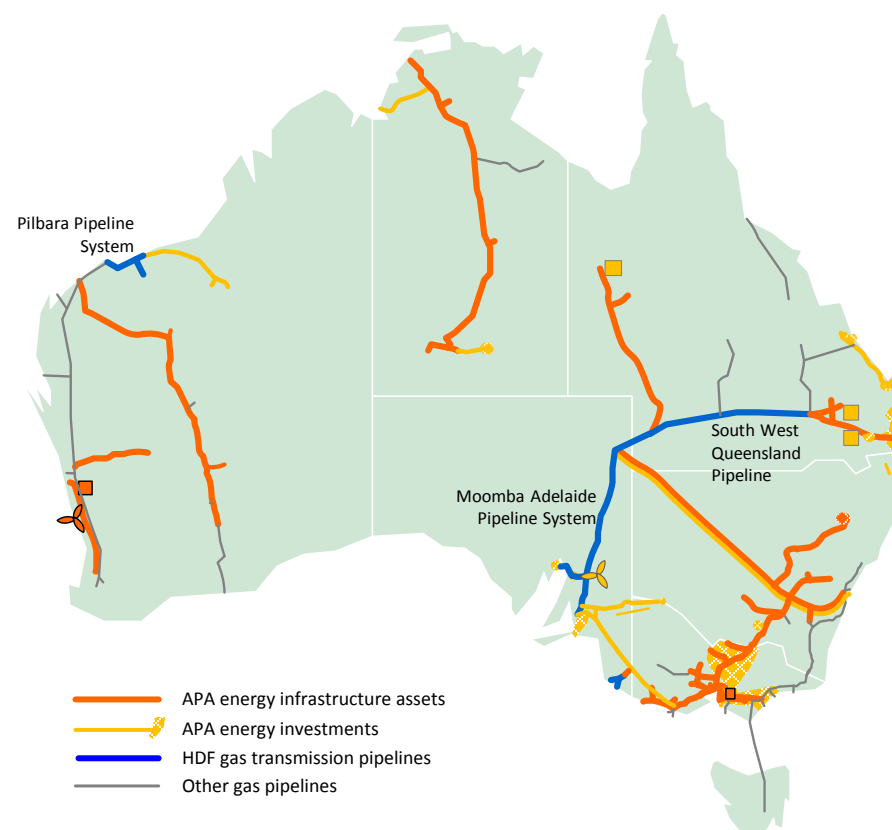 Pilbara Pipeline
System
South West
Queensland
Pipeline
Moomba Adelaide
Pipeline System
APA energy infrastructure assets
APA energy investments
HDF gas transmission pipelines
Other gas pipelines